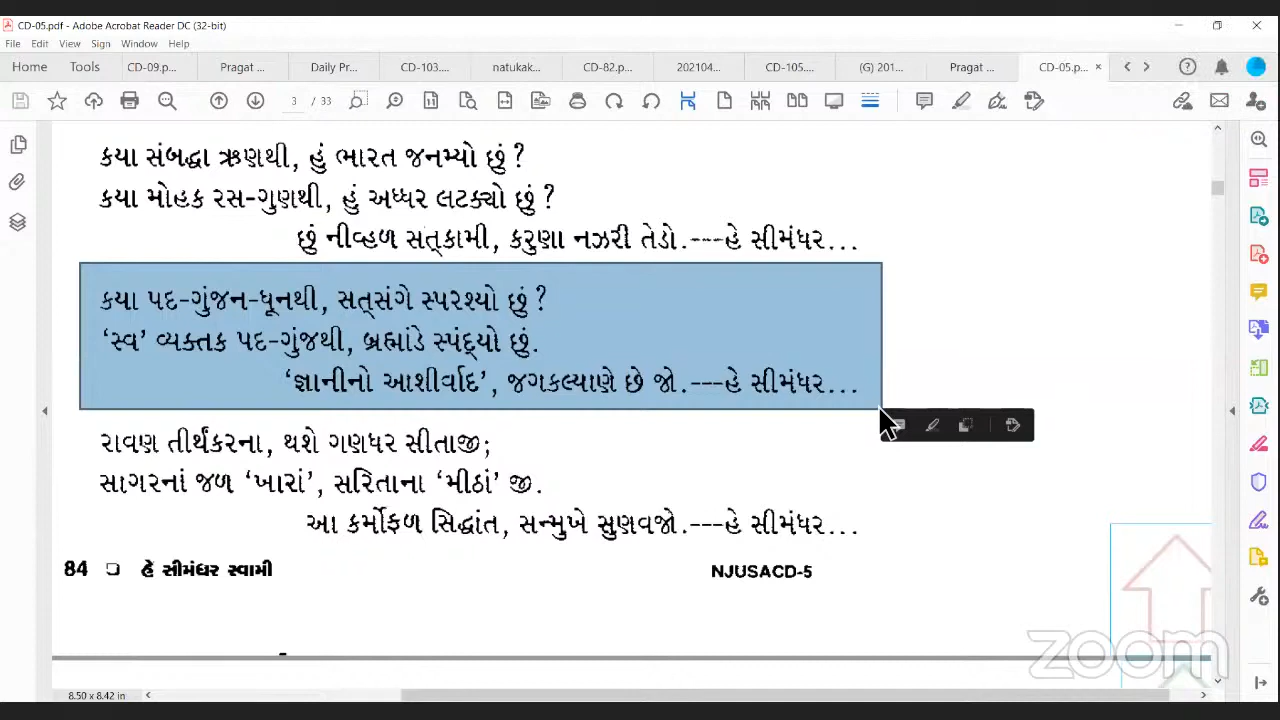 CD-05.pdf - Adobe Acrobat Reader DC (32-bit)
File Edit View Sign Window Help
Home Tools CD-09.p... Pragat ... Daily Pr... CD-103.... natukak... CD-82.p... 202104... CD-105.... (G) 201... Pragat ... CD-05.p... ×
3 / 33
કયા સંબદ્ધા ઋણથી, હું ભારત જનમ્યો છું?
કયા મોહક રસ-ગુણથી, હું અધ્ધર લટક્યો છું?
છું નીવ્હળ સત્‌કામી, કરુણા નઝરી તેડો.---હે સીમંધર...
કયા પદ-ગુંજન-ધૂનથી, સત્‌સંગે સ્પરશ્યો છું?
‘સ્વ’ વ્યક્તક પદ-ગુંજથી, બ્રહ્માંડે સ્પંદ્યો છું.
‘જ્ઞાનીનો આશીર્વાદ’, જગકલ્યાણે છે જો.---હે સીમંધર...
રાવણ તીર્થંકરના, થશે ગણધર સીતાજી;
સાગરનાં જળ ‘ખારાં’, સરિતાના ‘મીઠાં’ જી.
આ કર્મોફળ સિદ્ધાંત, સન્મુખે સુણવજો.---હે સીમંધર...
84 ❑ હે સીમંધર સ્વામી NJUSACD-5
zoom
8.50 x 8.42 in